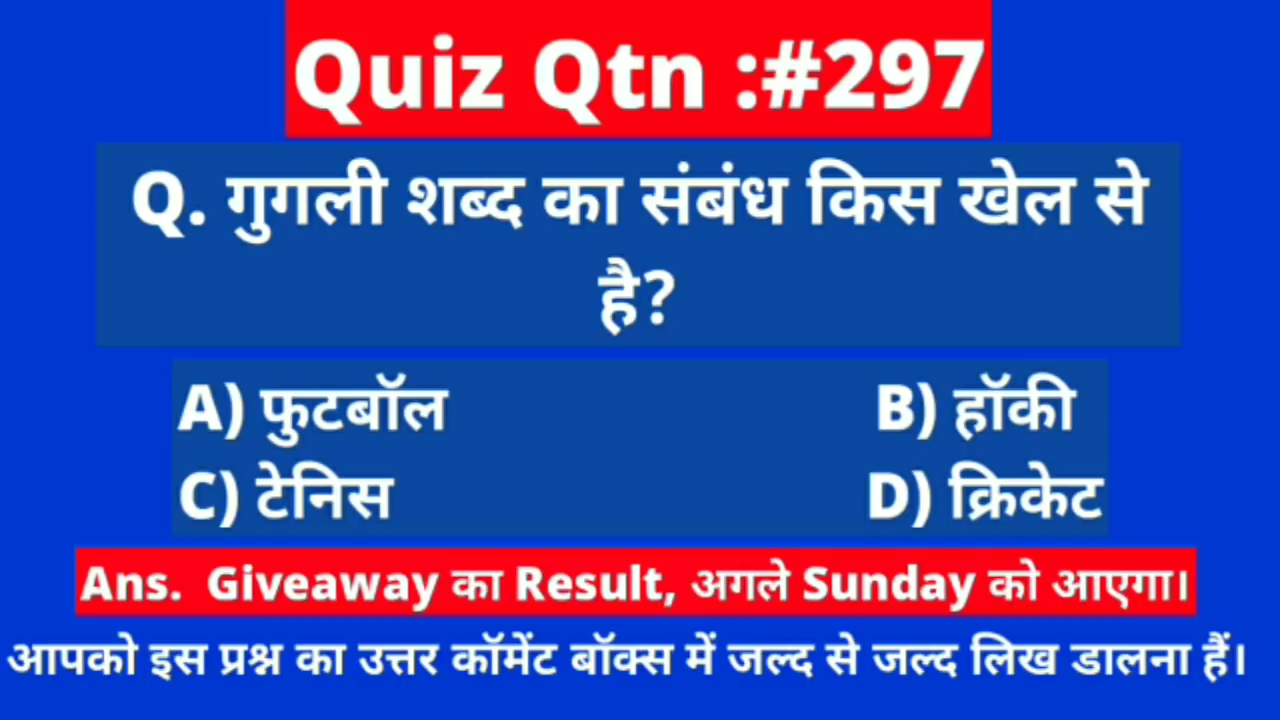 Quiz Qtn :#297
Q. गुगली शब्द का संबंध किस खेल से
है?
A) फुटबॉल B) हॉकी
C) टेनिस D) क्रिकेट
Ans. Giveaway का Result, अगले Sunday को आएगा।
आपको इस प्रश्न का उत्तर कॉमेंट बॉक्स में जल्द से जल्द लिख डालना हैं।